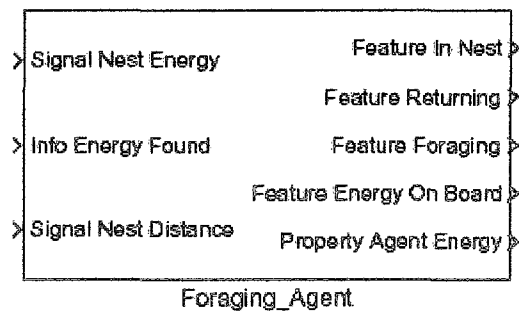 Signal Nest Energy
Info Energy Found
Signal Nest Distance
Feature In Nest
Feature Returning
Feature Foraging
Feature Energy On Board
Property Agent Energy
Foraging_Agent